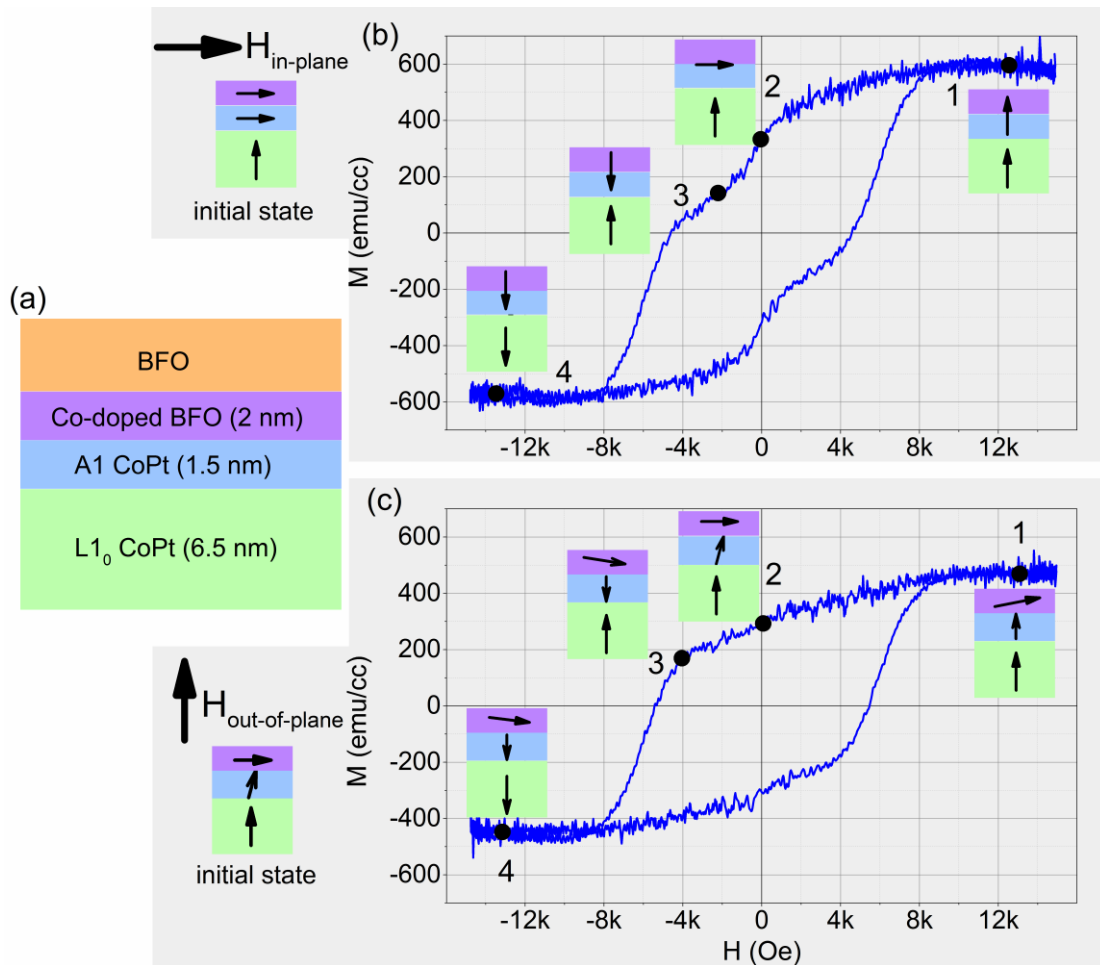 H in-plane
initial state
(a)
BFO
Co-doped BFO (2 nm)
A1 CoPt (1.5 nm)
L1₀ CoPt (6.5 nm)
H out-of-plane
initial state
(b)
M (emu/cc)
600
400
200
0
-200
-400
-600
-12k -8k -4k 0 4k 8k 12k
1
2
3
4
(c)
M (emu/cc)
600
400
200
0
-200
-400
-600
-12k -8k -4k 0 4k 8k 12k
H (Oe)
1
2
3
4